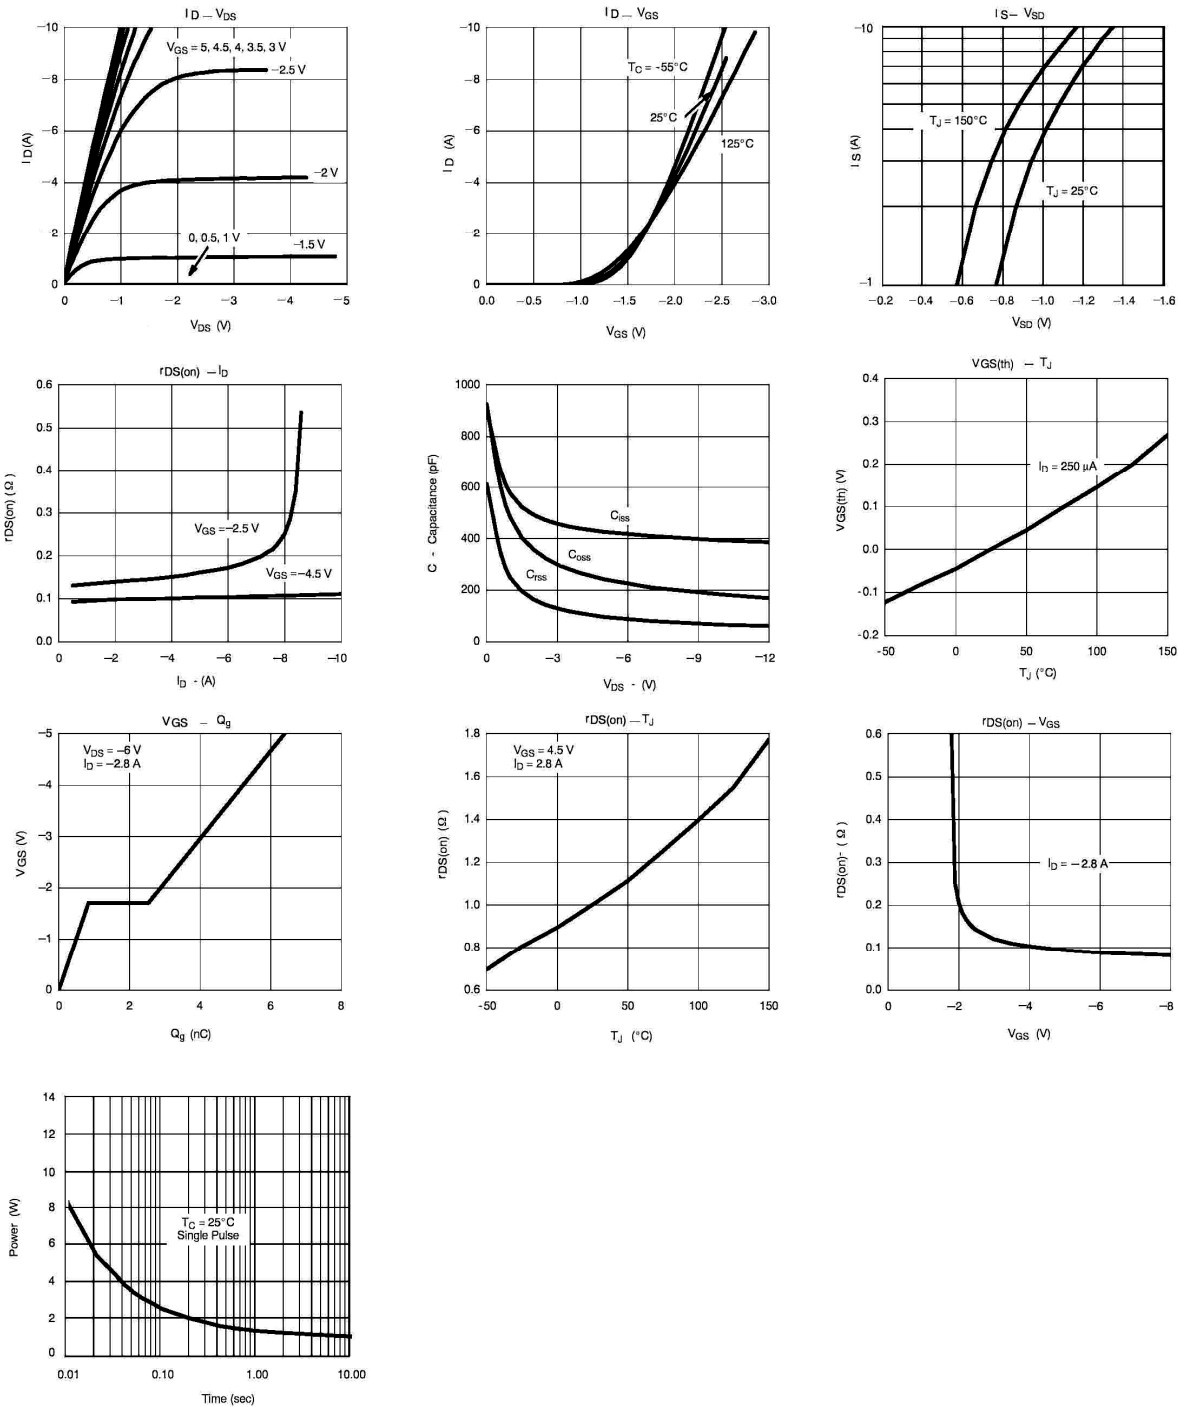 I D — VDS
VGS = 5, 4.5, 4, 3.5, 3 V
—2.5 V
—2 V
—1.5 V
0, 0.5, 1 V
—10
—8
—6
—4
—2
0
I D (A)
0 —1 —2 —3 —4 —5
VDS (V)
I D — VGS
TC = -55°C
25°C
125°C
—10
—8
—6
—4
—2
0
I D (A)
0.0 —0.5 —1.0 —1.5 —2.0 —2.5 —3.0
VGS (V)
I S— VSD
—10
TJ = 150°C
TJ = 25°C
I S (A)
—1
—0.2 —0.4 —0.6 —0.8 —1.0 —1.2 —1.4 —1.6
VSD (V)
rDS(on) — ID
0.6
0.5
0.4
0.3
0.2
0.1
0.0
rDS(on) ( Ω )
VGS =—2.5 V
VGS =—4.5 V
0 —2 —4 —6 —8 —10
ID - (A)
1000
800
600
400
200
0
C - Capacitance (pF)
Ciss
Coss
Crss
0 —3 —6 —9 —12
VDS - (V)
VGS(th) — TJ
0.4
0.3
0.2
0.1
0.0
-0.1
-0.2
VGS(th) (V)
ID = 250 µA
-50 0 50 100 150
TJ (°C)
VGS — Qg
VDS = —6 V
ID = —2.8 A
—5
—4
—3
—2
—1
0
VGS (V)
0 2 4 6 8
Qg (nC)
rDS(on) — TJ
VGS = 4.5 V
ID = 2.8 A
1.8
1.6
1.4
1.2
1.0
0.8
0.6
rDS(on) ( Ω )
-50 0 50 100 150
TJ (°C)
rDS(on) — VGS
0.6
0.5
0.4
0.3
0.2
0.1
0.0
rDS(on)- ( Ω )
ID = —2.8 A
0 —2 —4 —6 —8
VGS (V)
14
12
10
8
6
4
2
0
Power (W)
TC = 25°C
Single Pulse
0.01 0.10 1.00 10.00
Time (sec)